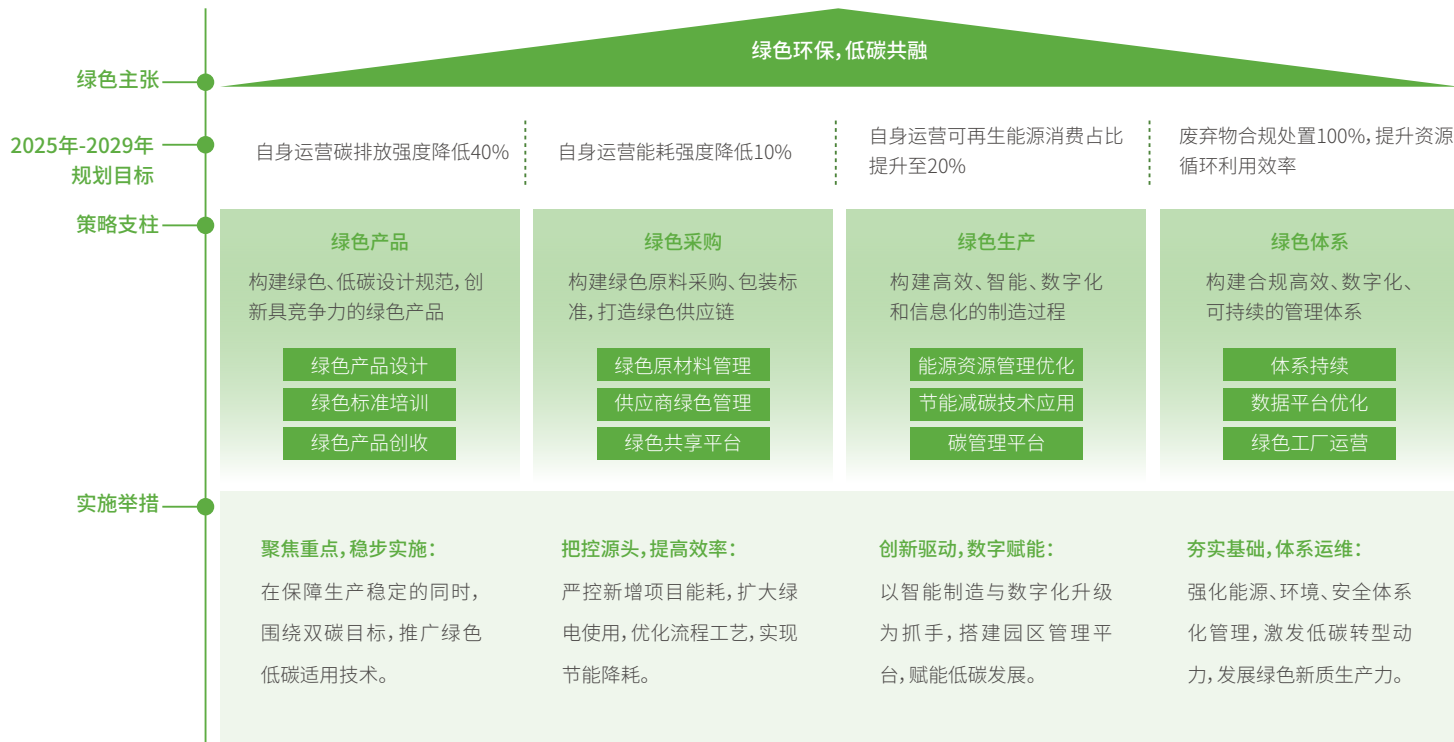 绿色主张
绿色环保，低碳共融
2025年-2029年
规划目标
自身运营碳排放强度降低40%
自身运营能耗强度降低10%
自身运营可再生能源消费占比
提升至20%
废弃物合规处置100%，提升资源
循环利用效率
策略支柱
绿色产品
构建绿色、低碳设计规范，创
新具竞争力的绿色产品
绿色产品设计
绿色标准培训
绿色产品创收
绿色采购
构建绿色原料采购、包装标
准，打造绿色供应链
绿色原材料管理
供应商绿色管理
绿色共享平台
绿色生产
构建高效、智能、数字化
和信息化的制造过程
能源资源管理优化
节能减碳技术应用
碳管理平台
绿色体系
构建合规高效、数字化、
可持续的管理体系
体系持续
数据平台优化
绿色工厂运营
实施举措
聚焦重点，稳步实施：
在保障生产稳定的同时，
围绕双碳目标，推广绿色
低碳适用技术。
把控源头，提高效率：
严控新增项目能耗，扩大绿
电使用，优化流程工艺，实现
节能降耗。
创新驱动，数字赋能：
以智能制造与数字化升级
为抓手，搭建园区管理平
台，赋能低碳发展。
夯实基础，体系运维：
强化能源、环境、安全体系
化管理，激发低碳转型动
力，发展绿色新质生产力。